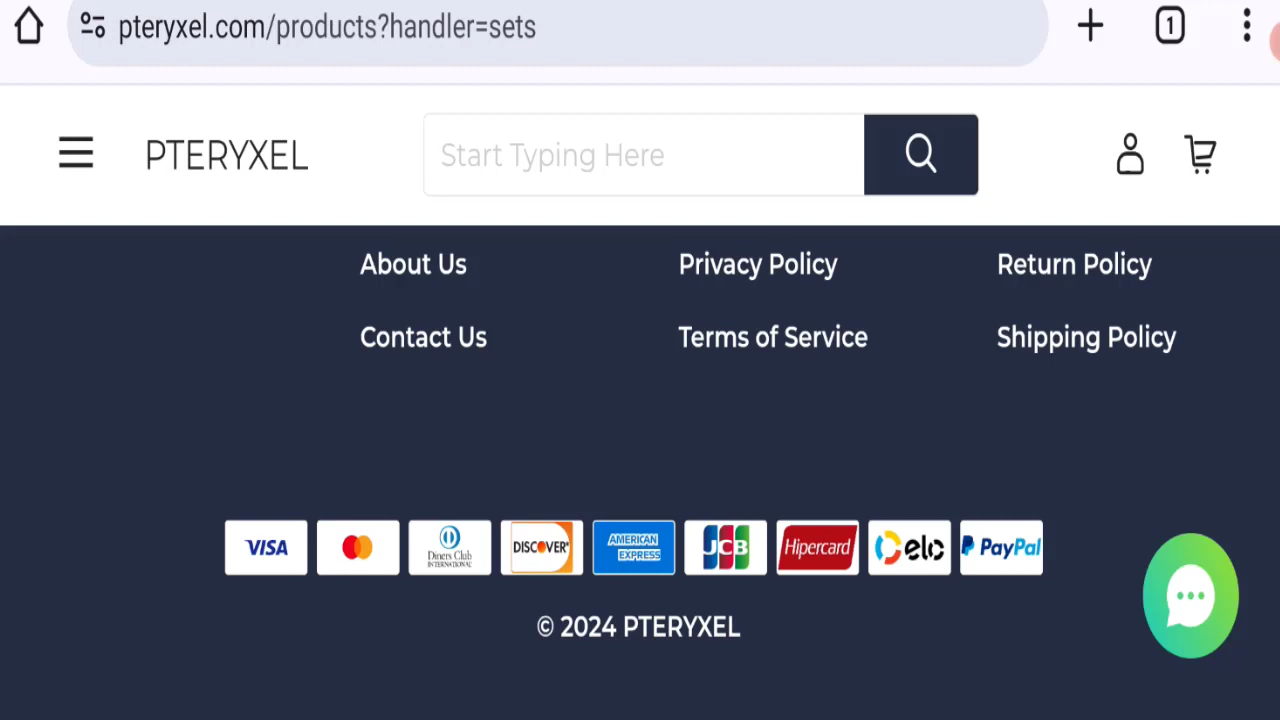 pteryxel.com/products?handler=sets
1
PTERYXEL
Start Typing Here
About Us
Privacy Policy
Return Policy
Contact Us
Terms of Service
Shipping Policy
VISA
Diners Club
INTERNATIONAL
DISCOVER
AMERICAN
EXPRESS
JCB
Hipercard
elo
PayPal
© 2024 PTERYXEL